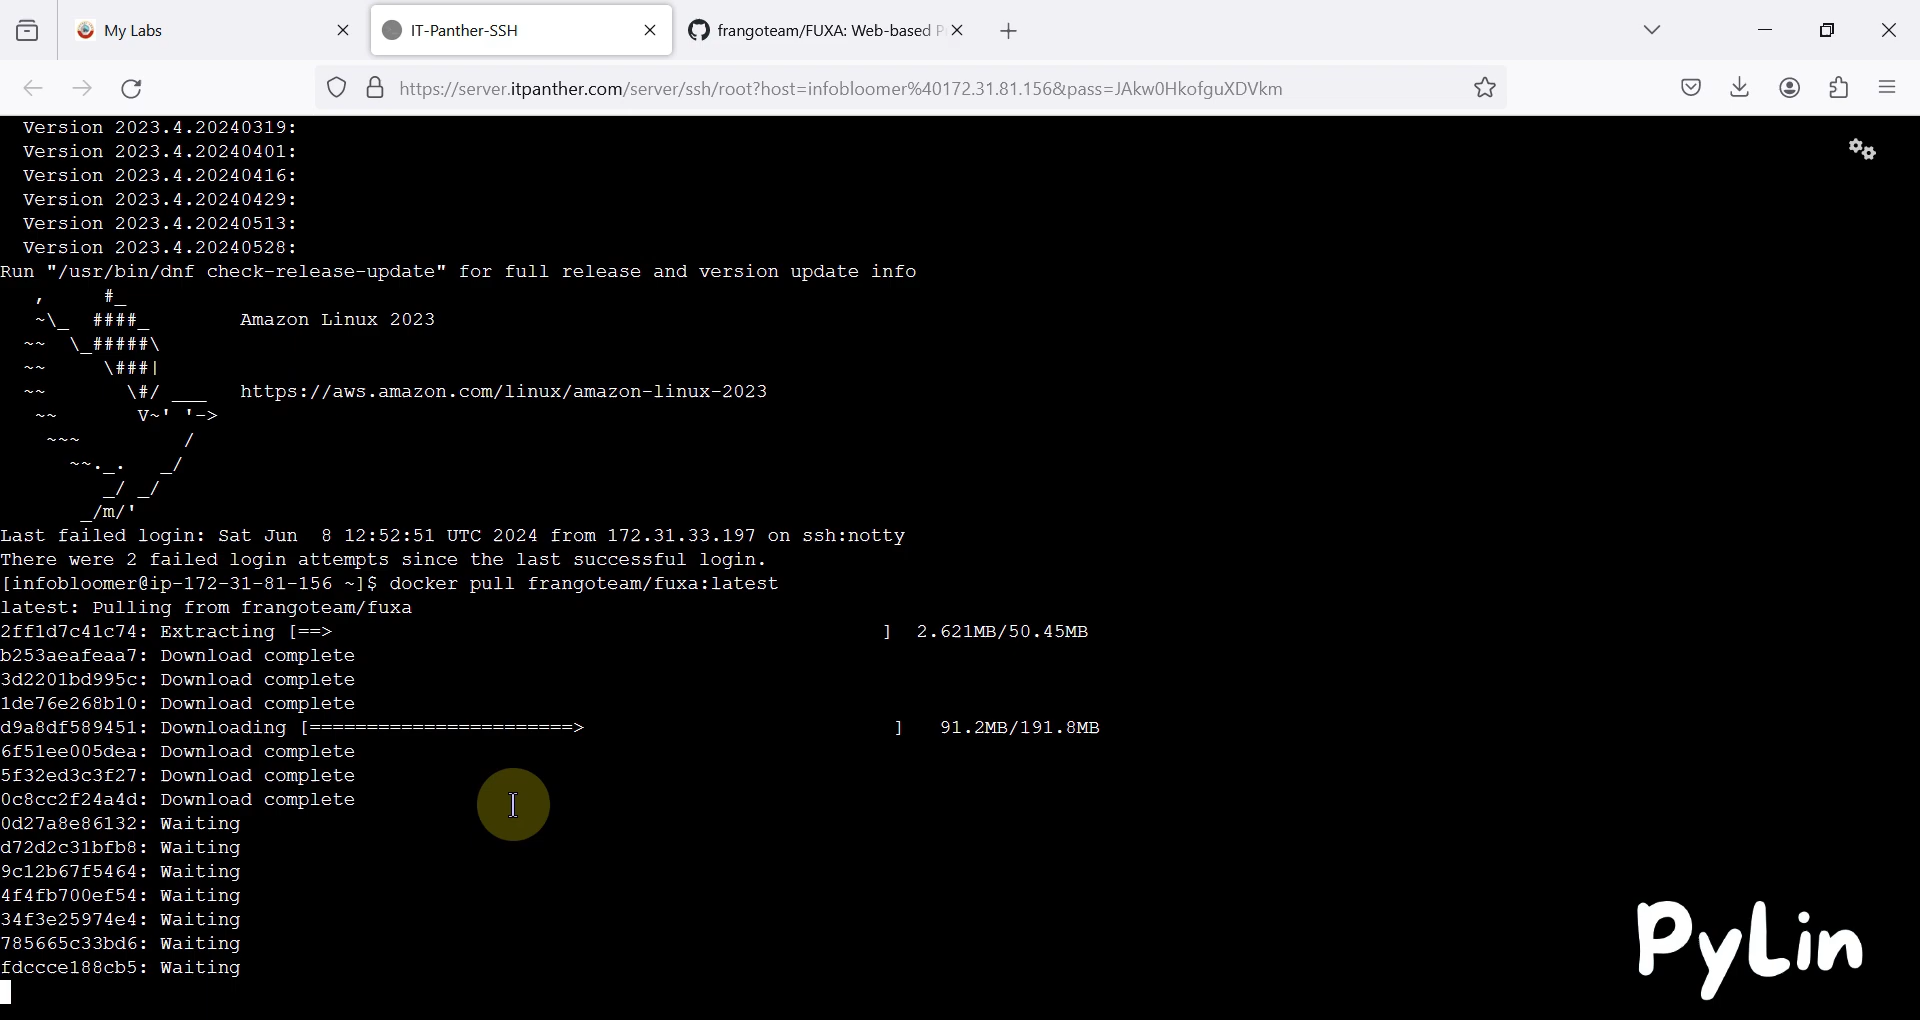 My Labs
IT-Panther-SSH
frangoteam/FUXA: Web-based P
https://server.itpanther.com/server/ssh/root?host=infobloomer%40172.31.81.156&pass=JAkw0HkofguXDVkm
Version 2023.4.20240319:
Version 2023.4.20240401:
Version 2023.4.20240416:
Version 2023.4.20240429:
Version 2023.4.20240513:
Version 2023.4.20240528:
Run "/usr/bin/dnf check-release-update" for full release and version update info
   ,     #_
   ~\_  ####_        Amazon Linux 2023
  ~~  \_#####\
  ~~     \###|
  ~~       \#/ ___   https://aws.amazon.com/linux/amazon-linux-2023
   ~~       V~' '->
    ~~~         /
      ~~._.   _/
         _/ _/
       _/m/'
Last failed login: Sat Jun  8 12:52:51 UTC 2024 from 172.31.33.197 on ssh:notty
There were 2 failed login attempts since the last successful login.
[infobloomer@ip-172-31-81-156 ~]$ docker pull frangoteam/fuxa:latest
latest: Pulling from frangoteam/fuxa
2ff1d7c41c74: Extracting [==>                                                ]  2.621MB/50.45MB
b253aeafeaa7: Download complete
3d2201bd995c: Download complete
1de76e268b10: Download complete
d9a8df589451: Downloading [=======================>                           ]   91.2MB/191.8MB
6f51ee005dea: Download complete
5f32ed3c3f27: Download complete
0c8cc2f24a4d: Download complete
0d27a8e86132: Waiting
d72d2c31bfb8: Waiting
9c12b67f5464: Waiting
4f4fb700ef54: Waiting
34f3e25974e4: Waiting
785665c33bd6: Waiting
fdccce188cb5: Waiting
PyLin